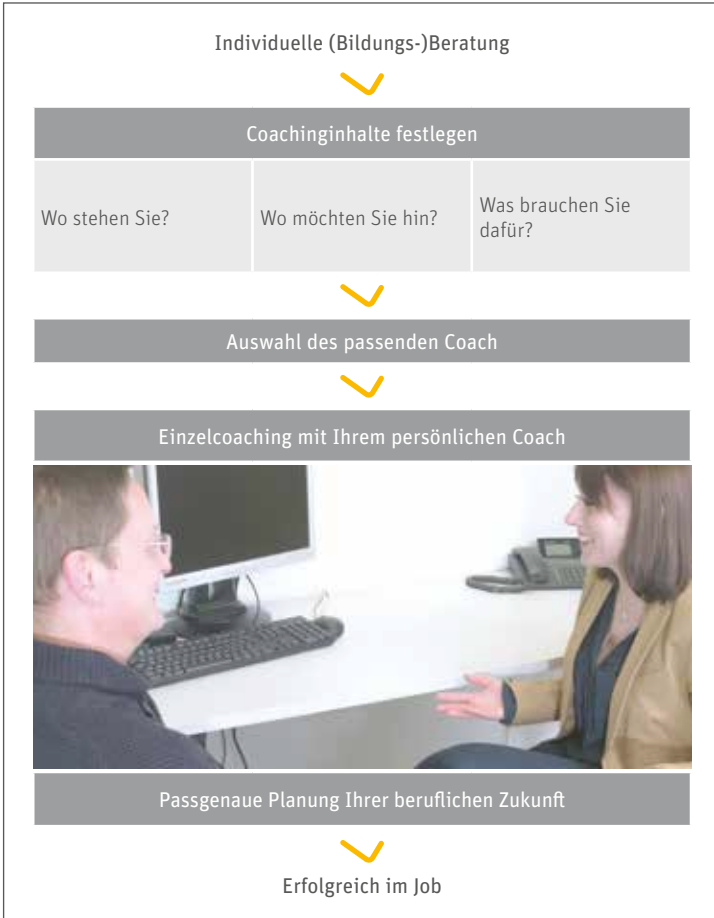 Individuelle (Bildungs-)Beratung
Coachinginhalte festlegen
Wo stehen Sie?
Wo möchten Sie hin?
Was brauchen Sie
dafür?
Auswahl des passenden Coach
Einzelcoaching mit Ihrem persönlichen Coach
Passgenaue Planung Ihrer beruflichen Zukunft
Erfolgreich im Job